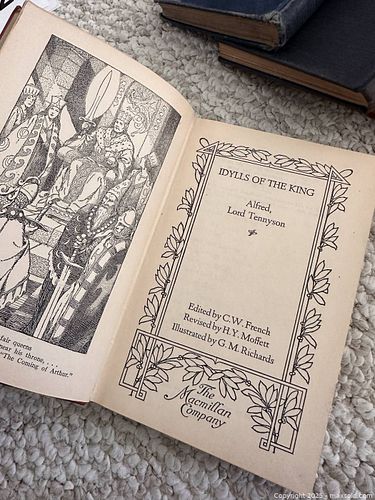 fair queens
near his throne, . . .
"The Coming of Arthur."
IDYLLS OF THE KING
Alfred,
Lord Tennyson
Edited by C. W. French
Revised by H. Y. Moffett
Illustrated by G. M. Richards
The
Macmillan
Company
Copyright 2025 - maxsold.com